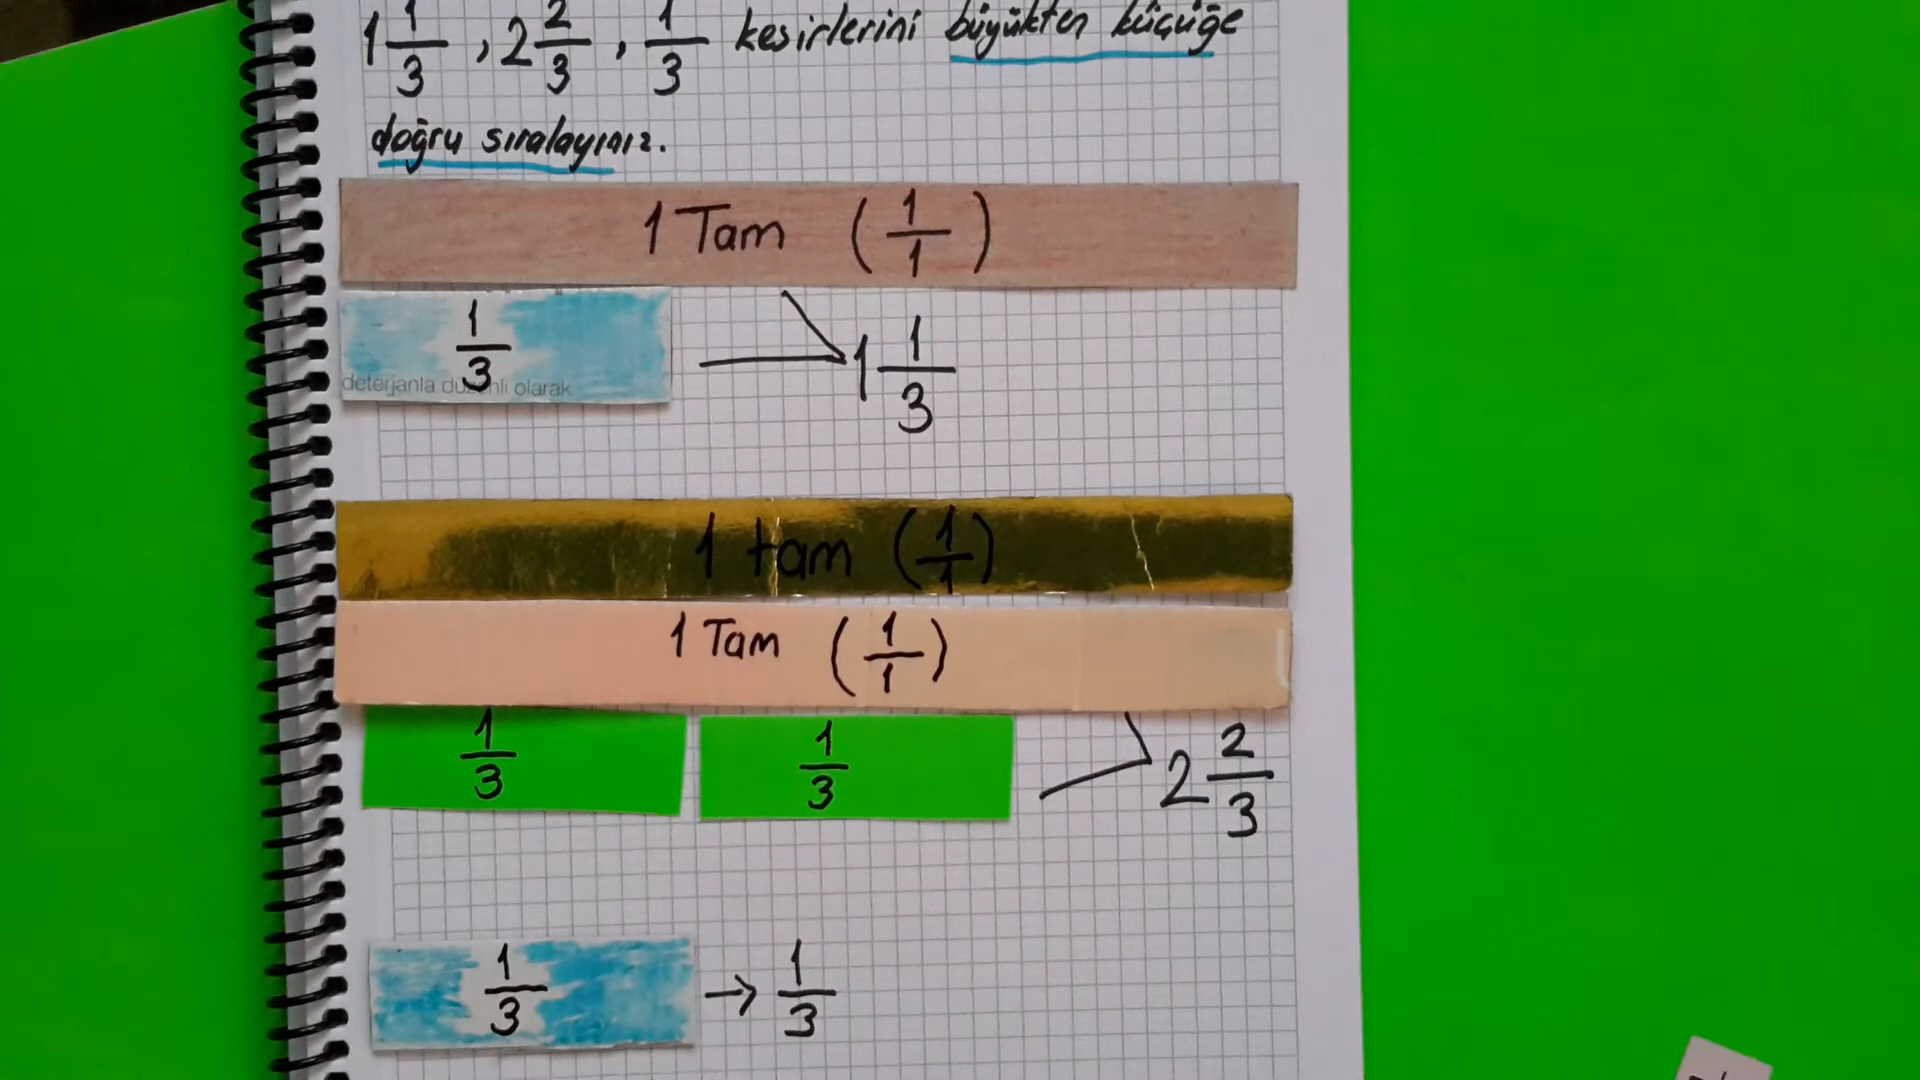 1 1/3 , 2 2/3 , 1/3 kesirlerini büyükten küçüğe
doğru sıralayınız.
1 Tam (1/1)
1/3
deterjanla düzenli olarak
1 1/3
1 tam (1/1)
1 Tam (1/1)
1/3 1/3
2 2/3
1/3 → 1/3